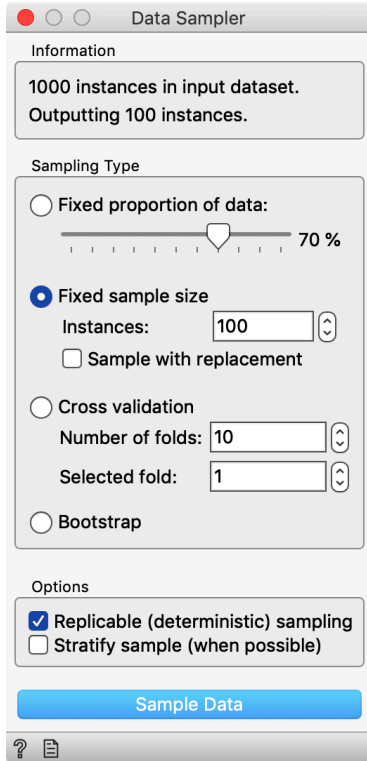 Data Sampler
Information
1000 instances in input dataset.
Outputting 100 instances.
Sampling Type
Fixed proportion of data:
70 %
Fixed sample size
Instances: 100
Sample with replacement
Cross validation
Number of folds: 10
Selected fold: 1
Bootstrap
Options
Replicable (deterministic) sampling
Stratify sample (when possible)
Sample Data
?